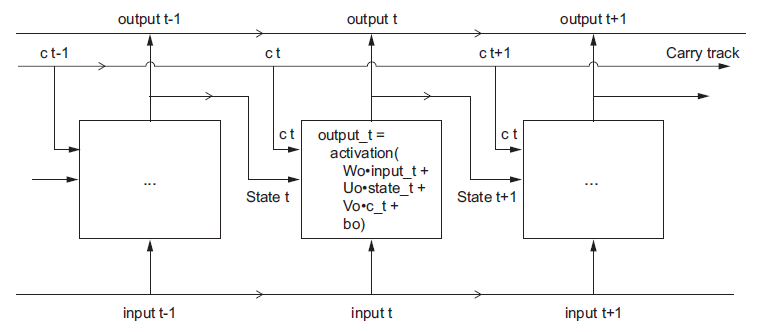 output t-1
output t
output t+1
c t-1
c t
c t+1
Carry track
c t
output_t =
activation(
Wo•input_t +
Uo•state_t +
Vo•c_t +
bo)
c t
...
...
State t
State t+1
input t-1
input t
input t+1